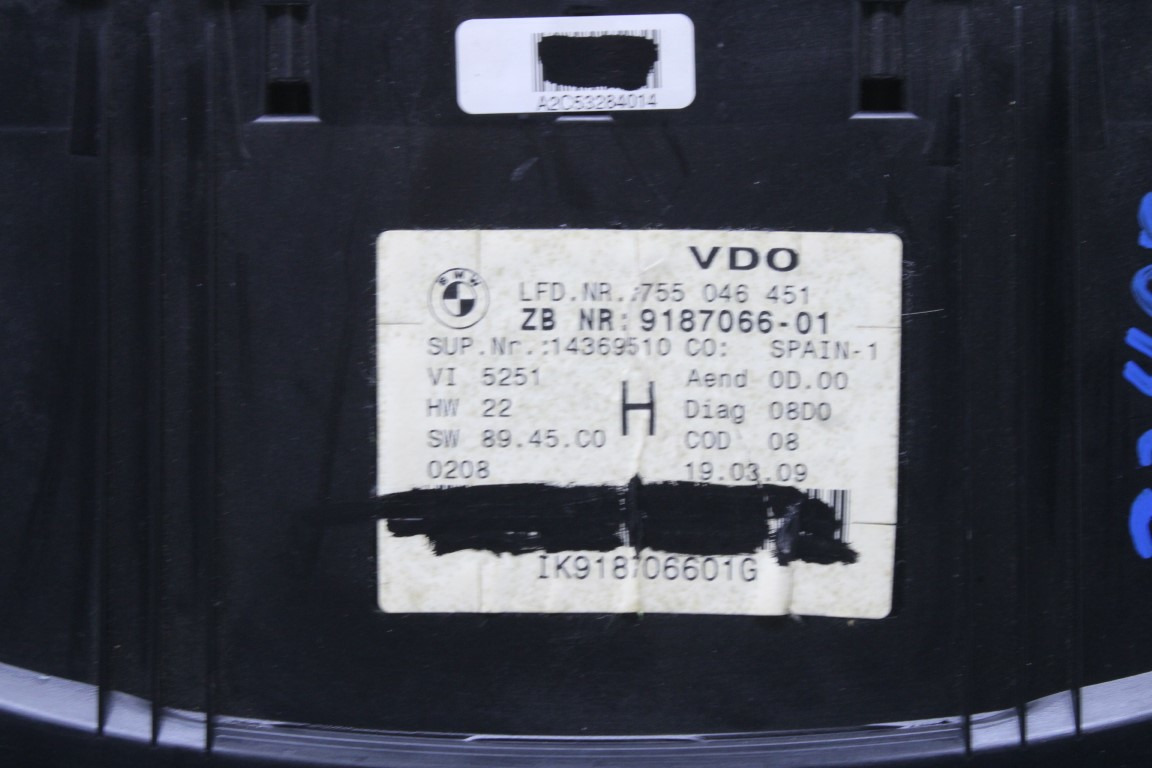 A2C53284014
VDO
BMW
LFD.NR.:755 046 451
ZB NR:9187066-01
SUP.Nr.:14369510 CO: SPAIN-1
VI 5251 Aend 0D.00
HW 22 H Diag 08D0
SW 89.45.C0 COD 08
0208 19.03.09
IK918706601G